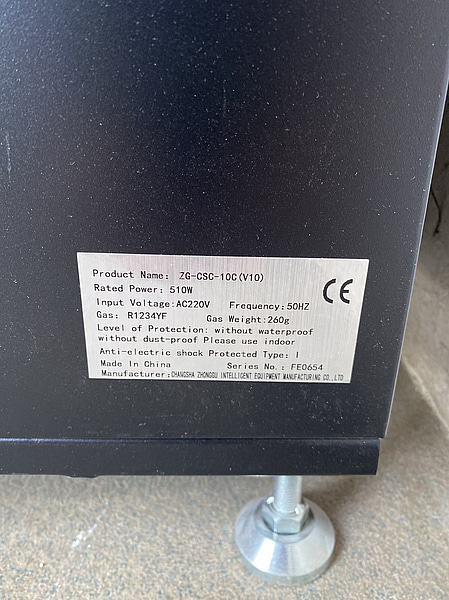 Product Name: ZG-CSC-10C(V10)
Rated Power: 510W
Input Voltage:AC220V Frequency:50HZ
Gas: R1234YF Gas Weight:260g
Level of Protection: without waterproof
without dust-proof Please use indoor
Anti-electric shock Protected Type: I
Made In China Series No.: FE0654
Manufacturer:CHANGSHA ZHONGGU INTELLIGENT EQUIPMENT MANUFACTURING CO.,LTD
CE